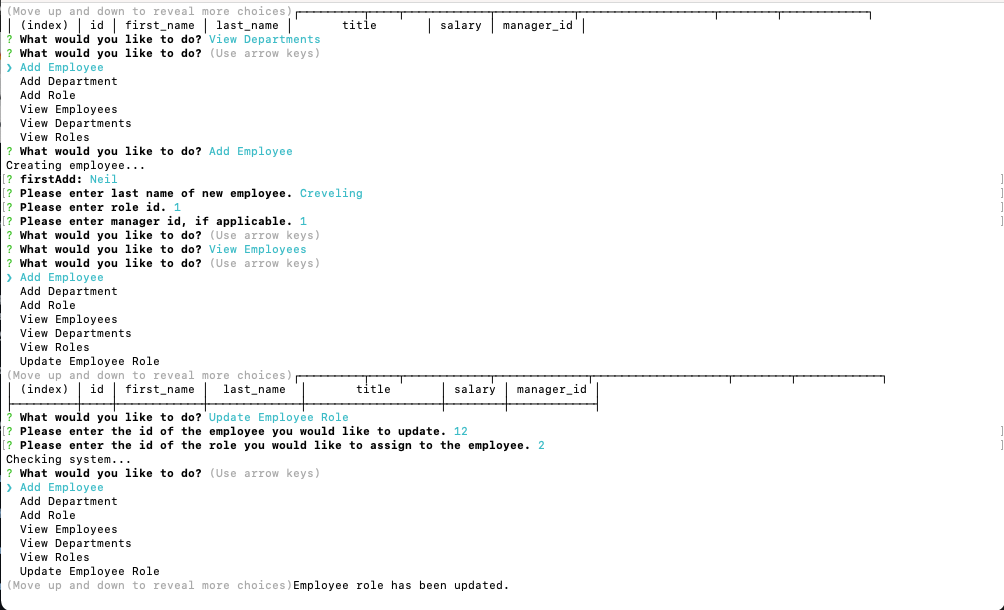 (Move up and down to reveal more choices)
(index) | id | first_name | last_name | title | salary | manager_id
? What would you like to do? View Departments
? What would you like to do? (Use arrow keys)
❯ Add Employee
Add Department
Add Role
View Employees
View Departments
View Roles
? What would you like to do? Add Employee
Creating employee...
[? firstAdd: Neil ]
[? Please enter last name of new employee. Creveling ]
[? Please enter role id. 1 ]
[? Please enter manager id, if applicable. 1 ]
? What would you like to do? (Use arrow keys)
? What would you like to do? View Employees
? What would you like to do? (Use arrow keys)
❯ Add Employee
Add Department
Add Role
View Employees
View Departments
View Roles
Update Employee Role
(Move up and down to reveal more choices)
(index) | id | first_name | last_name | title | salary | manager_id
? What would you like to do? Update Employee Role
[? Please enter the id of the employee you would like to update. 12 ]
[? Please enter the id of the role you would like to assign to the employee. 2 ]
Checking system...
? What would you like to do? (Use arrow keys)
❯ Add Employee
Add Department
Add Role
View Employees
View Departments
View Roles
Update Employee Role
(Move up and down to reveal more choices)Employee role has been updated.